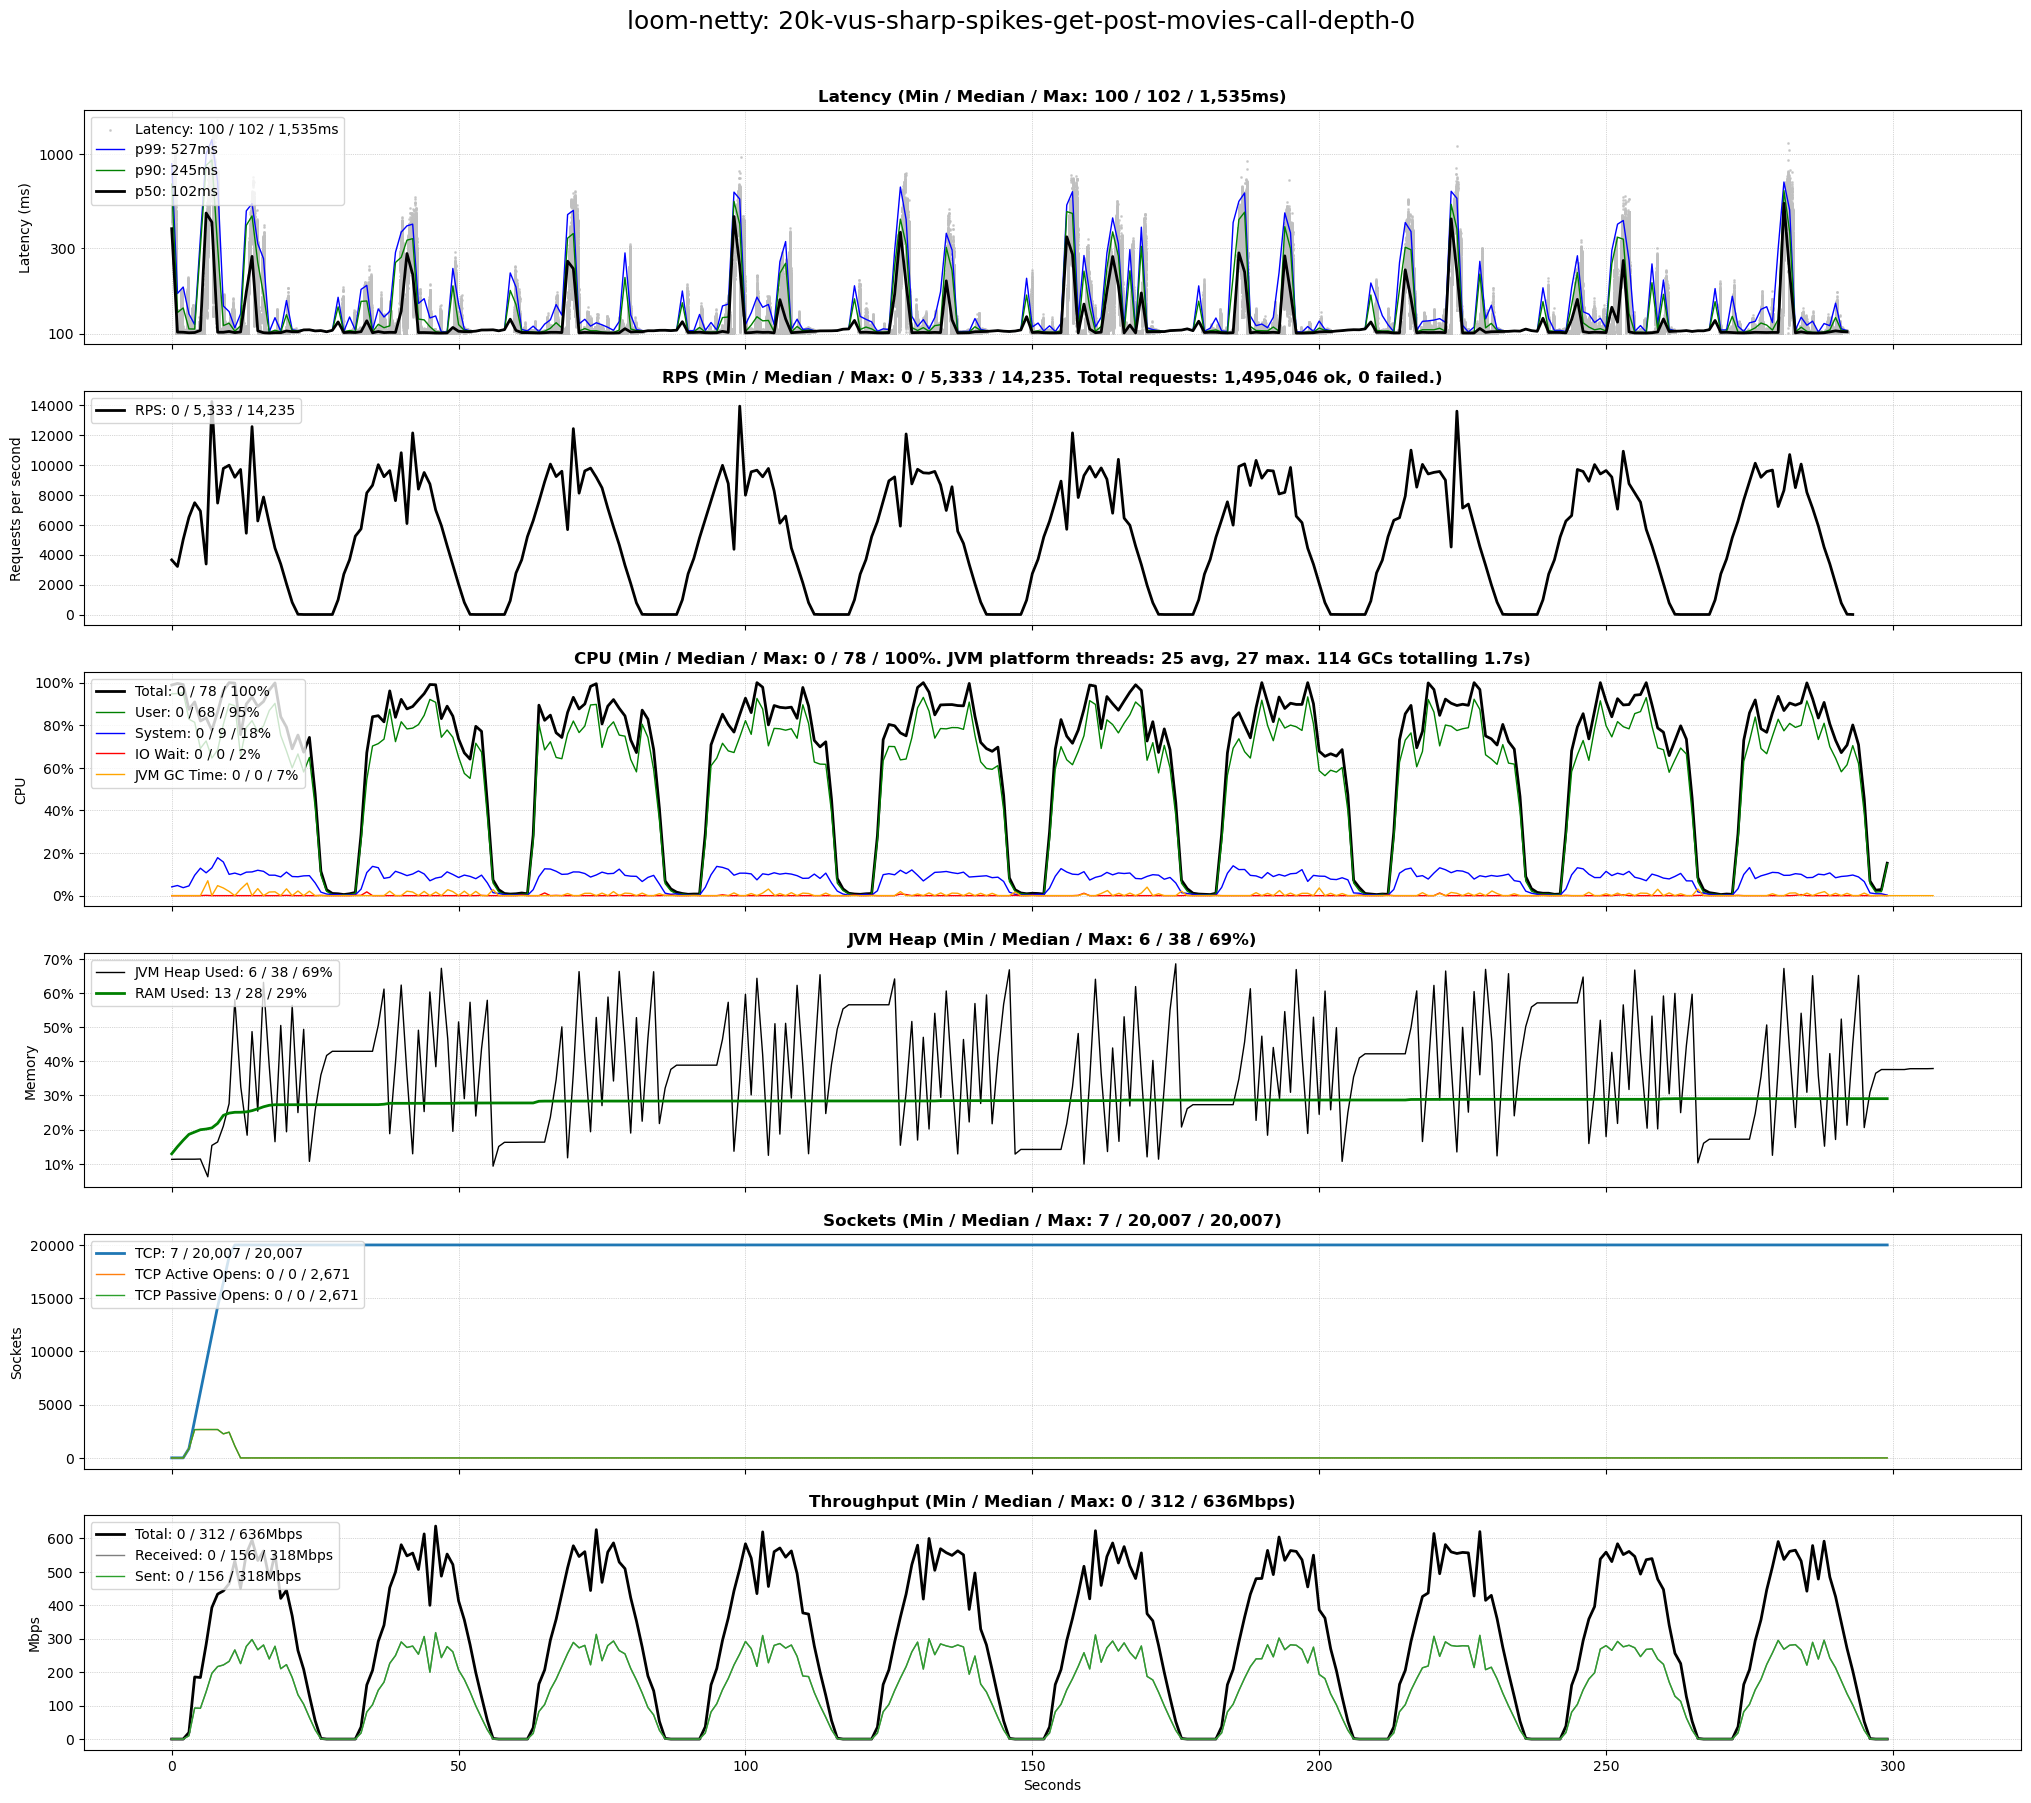 loom-netty: 20k-vus-sharp-spikes-get-post-movies-call-depth-0
Latency (Min / Median / Max: 100 / 102 / 1,535ms)
Latency: 100 / 102 / 1,535ms
p99: 527ms
p90: 245ms
p50: 102ms
1000
300
100
Latency (ms)
RPS (Min / Median / Max: 0 / 5,333 / 14,235. Total requests: 1,495,046 ok, 0 failed.)
RPS: 0 / 5,333 / 14,235
14000
12000
10000
8000
6000
4000
2000
0
Requests per second
CPU (Min / Median / Max: 0 / 78 / 100%. JVM platform threads: 25 avg, 27 max. 114 GCs totalling 1.7s)
Total: 0 / 78 / 100%
User: 0 / 68 / 95%
System: 0 / 9 / 18%
IO Wait: 0 / 0 / 2%
JVM GC Time: 0 / 0 / 7%
100%
80%
60%
40%
20%
0%
CPU
JVM Heap (Min / Median / Max: 6 / 38 / 69%)
JVM Heap Used: 6 / 38 / 69%
RAM Used: 13 / 28 / 29%
70%
60%
50%
40%
30%
20%
10%
Memory
Sockets (Min / Median / Max: 7 / 20,007 / 20,007)
TCP: 7 / 20,007 / 20,007
TCP Active Opens: 0 / 0 / 2,671
TCP Passive Opens: 0 / 0 / 2,671
20000
15000
10000
5000
0
Sockets
Throughput (Min / Median / Max: 0 / 312 / 636Mbps)
Total: 0 / 312 / 636Mbps
Received: 0 / 156 / 318Mbps
Sent: 0 / 156 / 318Mbps
600
500
400
300
200
100
0
Mbps
0 50 100 150 200 250 300
Seconds